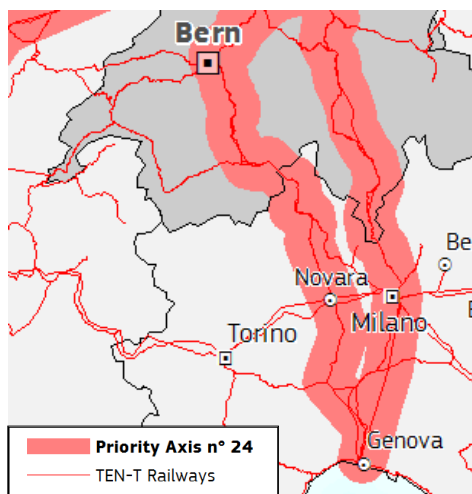 Bern
Be
Novara
Milano
E
Torino
Genova
Priority Axis n° 24
TEN-T Railways